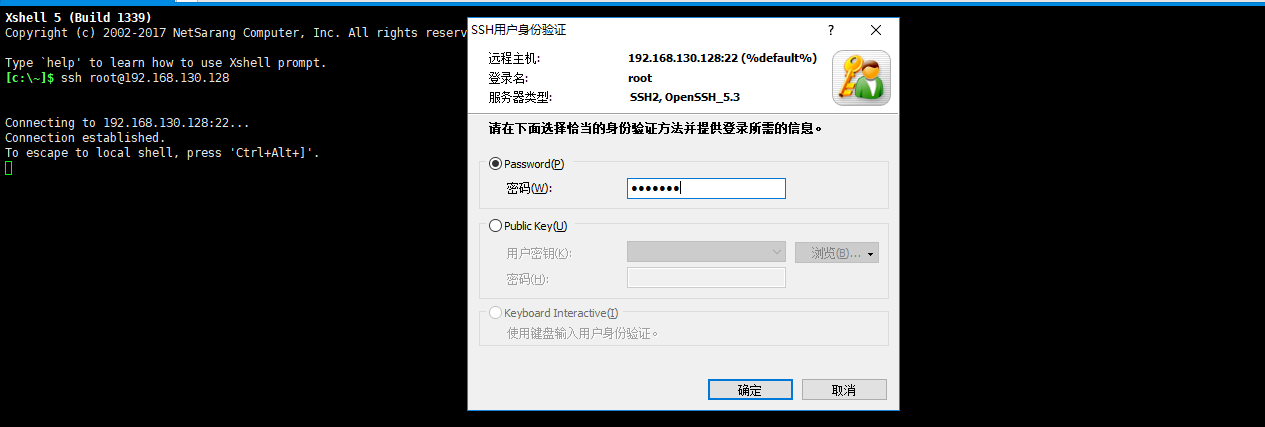 Xshell 5 (Build 1339)
Copyright (c) 2002-2017 NetSarang Computer, Inc. All rights reserv
Type `help' to learn how to use Xshell prompt.
[c:\~]$ ssh root@192.168.130.128
Connecting to 192.168.130.128:22...
Connection established.
To escape to local shell, press 'Ctrl+Alt+]'.
SSH用户身份验证
?
远程主机: 192.168.130.128:22 (%default%)
登录名: root
服务器类型: SSH2, OpenSSH_5.3
请在下面选择恰当的身份验证方法并提供登录所需的信息。
Password(P)
密码(W): •••••••
Public Key(U)
用户密钥(K): 浏览(B)...
密码(H):
Keyboard Interactive(I)
使用键盘输入用户身份验证。
确定 取消